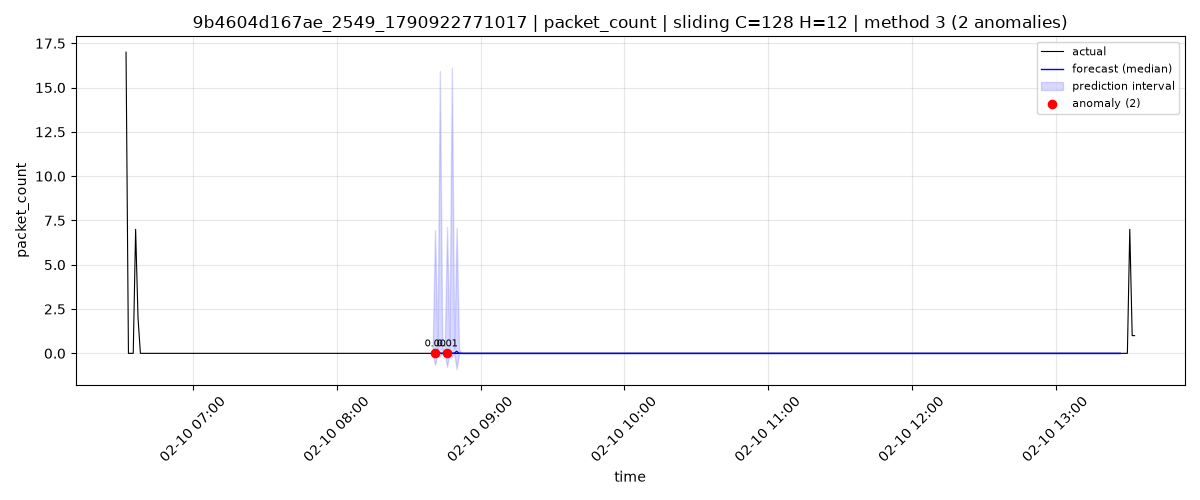 9b4604d167ae_2549_1790922771017 | packet_count | sliding C=128 H=12 | method 3 (2 anomalies)
packet_count
17.5
15.0
12.5
10.0
7.5
5.0
2.5
0.0
actual
forecast (median)
prediction interval
anomaly (2)
02-10 07:00
02-10 08:00
02-10 09:00
02-10 10:00
02-10 11:00
02-10 12:00
02-10 13:00
time